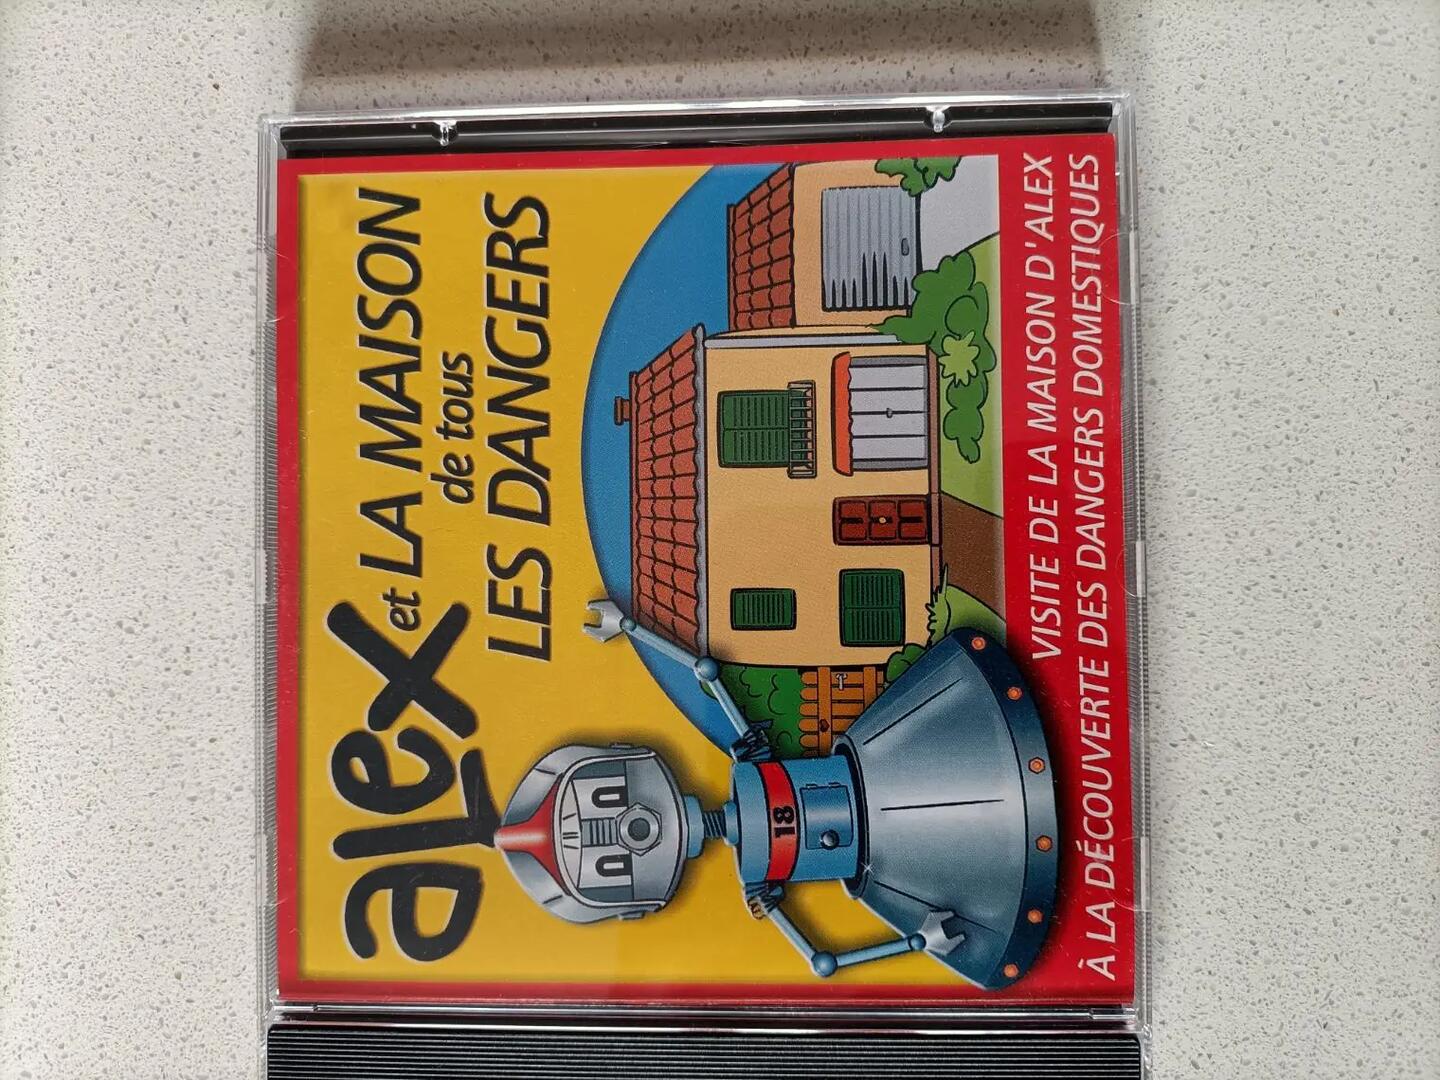 alex et LA MAISON
de tous
LES DANGERS
18
VISITE DE LA MAISON D'ALEX
À LA DÉCOUVERTE DES DANGERS DOMESTIQUES